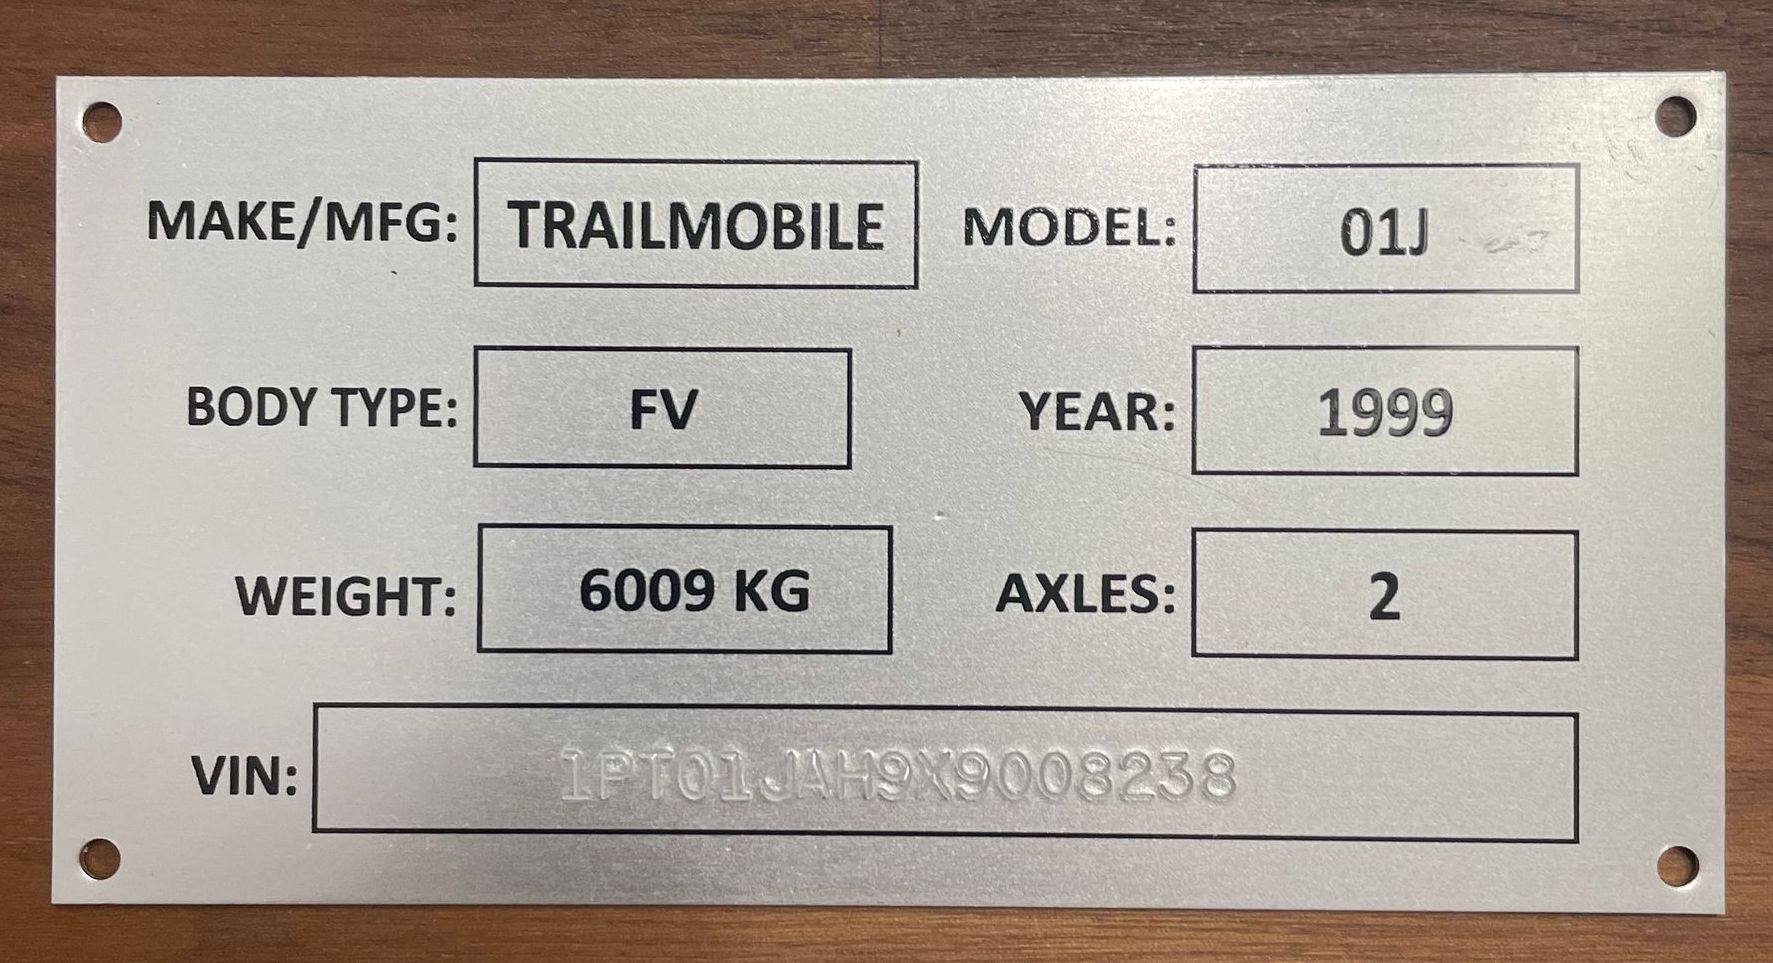 MAKE/MFG: TRAILMOBILE MODEL: 01J
BODY TYPE: FV YEAR: 1999
WEIGHT: 6009 KG AXLES: 2
VIN: 1PT01JAH9X9008238